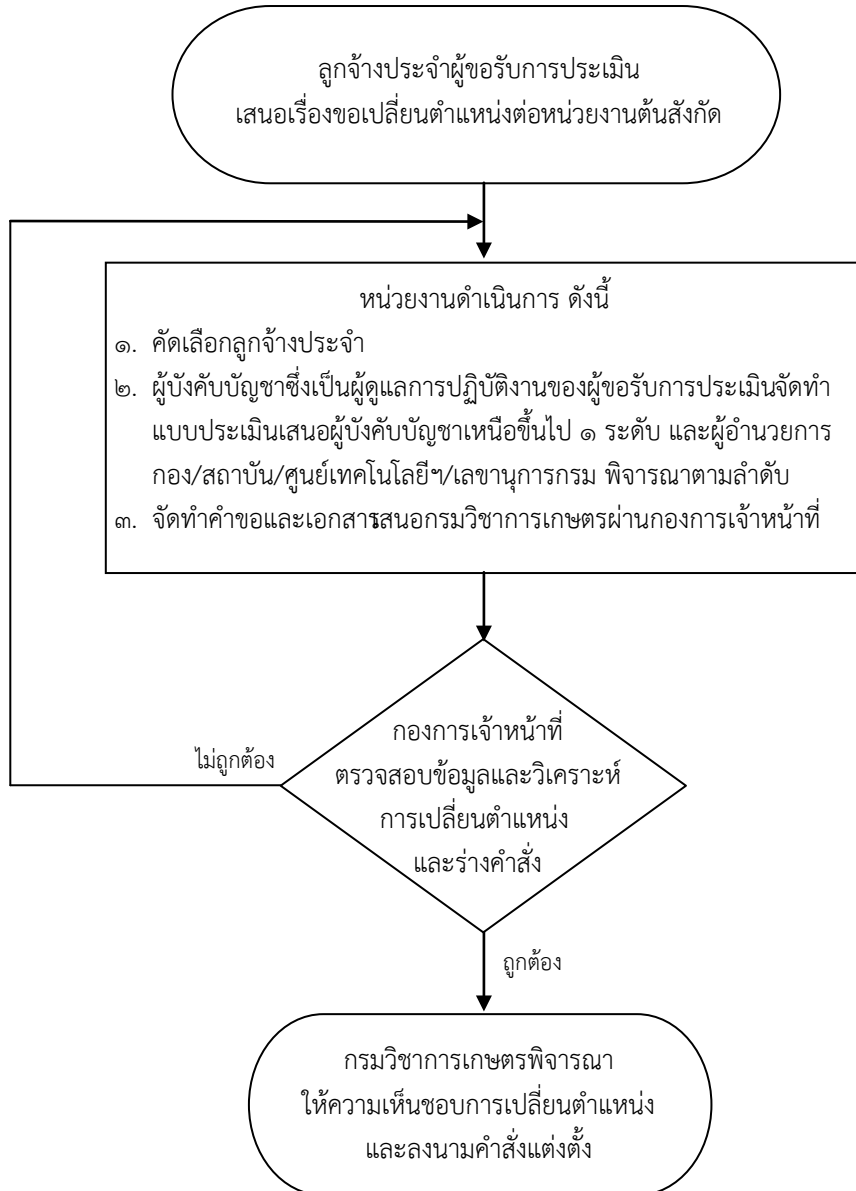 ลูกจ้างประจำผู้ขอรับการประเมิน
เสนอเรื่องขอเปลี่ยนตำแหน่งต่อหน่วยงานต้นสังกัด
หน่วยงานดำเนินการ ดังนี้
๑. คัดเลือกลูกจ้างประจำ
๒. ผู้บังคับบัญชาซึ่งเป็นผู้ดูแลการปฏิบัติงานของผู้ขอรับการประเมินจัดทำ
แบบประเมินเสนอผู้บังคับบัญชาเหนือขึ้นไป ๑ ระดับ และผู้อำนวยการ
กอง/สถาบัน/ศูนย์เทคโนโลยีฯ/เลขานุการกรม พิจารณาตามลำดับ
๓. จัดทำคำขอและเอกสารเสนอกรมวิชาการเกษตรผ่านกองการเจ้าหน้าที่
กองการเจ้าหน้าที่
ตรวจสอบข้อมูลและวิเคราะห์
การเปลี่ยนตำแหน่ง
และร่างคำสั่ง
ไม่ถูกต้อง
ถูกต้อง
กรมวิชาการเกษตรพิจารณา
ให้ความเห็นชอบการเปลี่ยนตำแหน่ง
และลงนามคำสั่งแต่งตั้ง